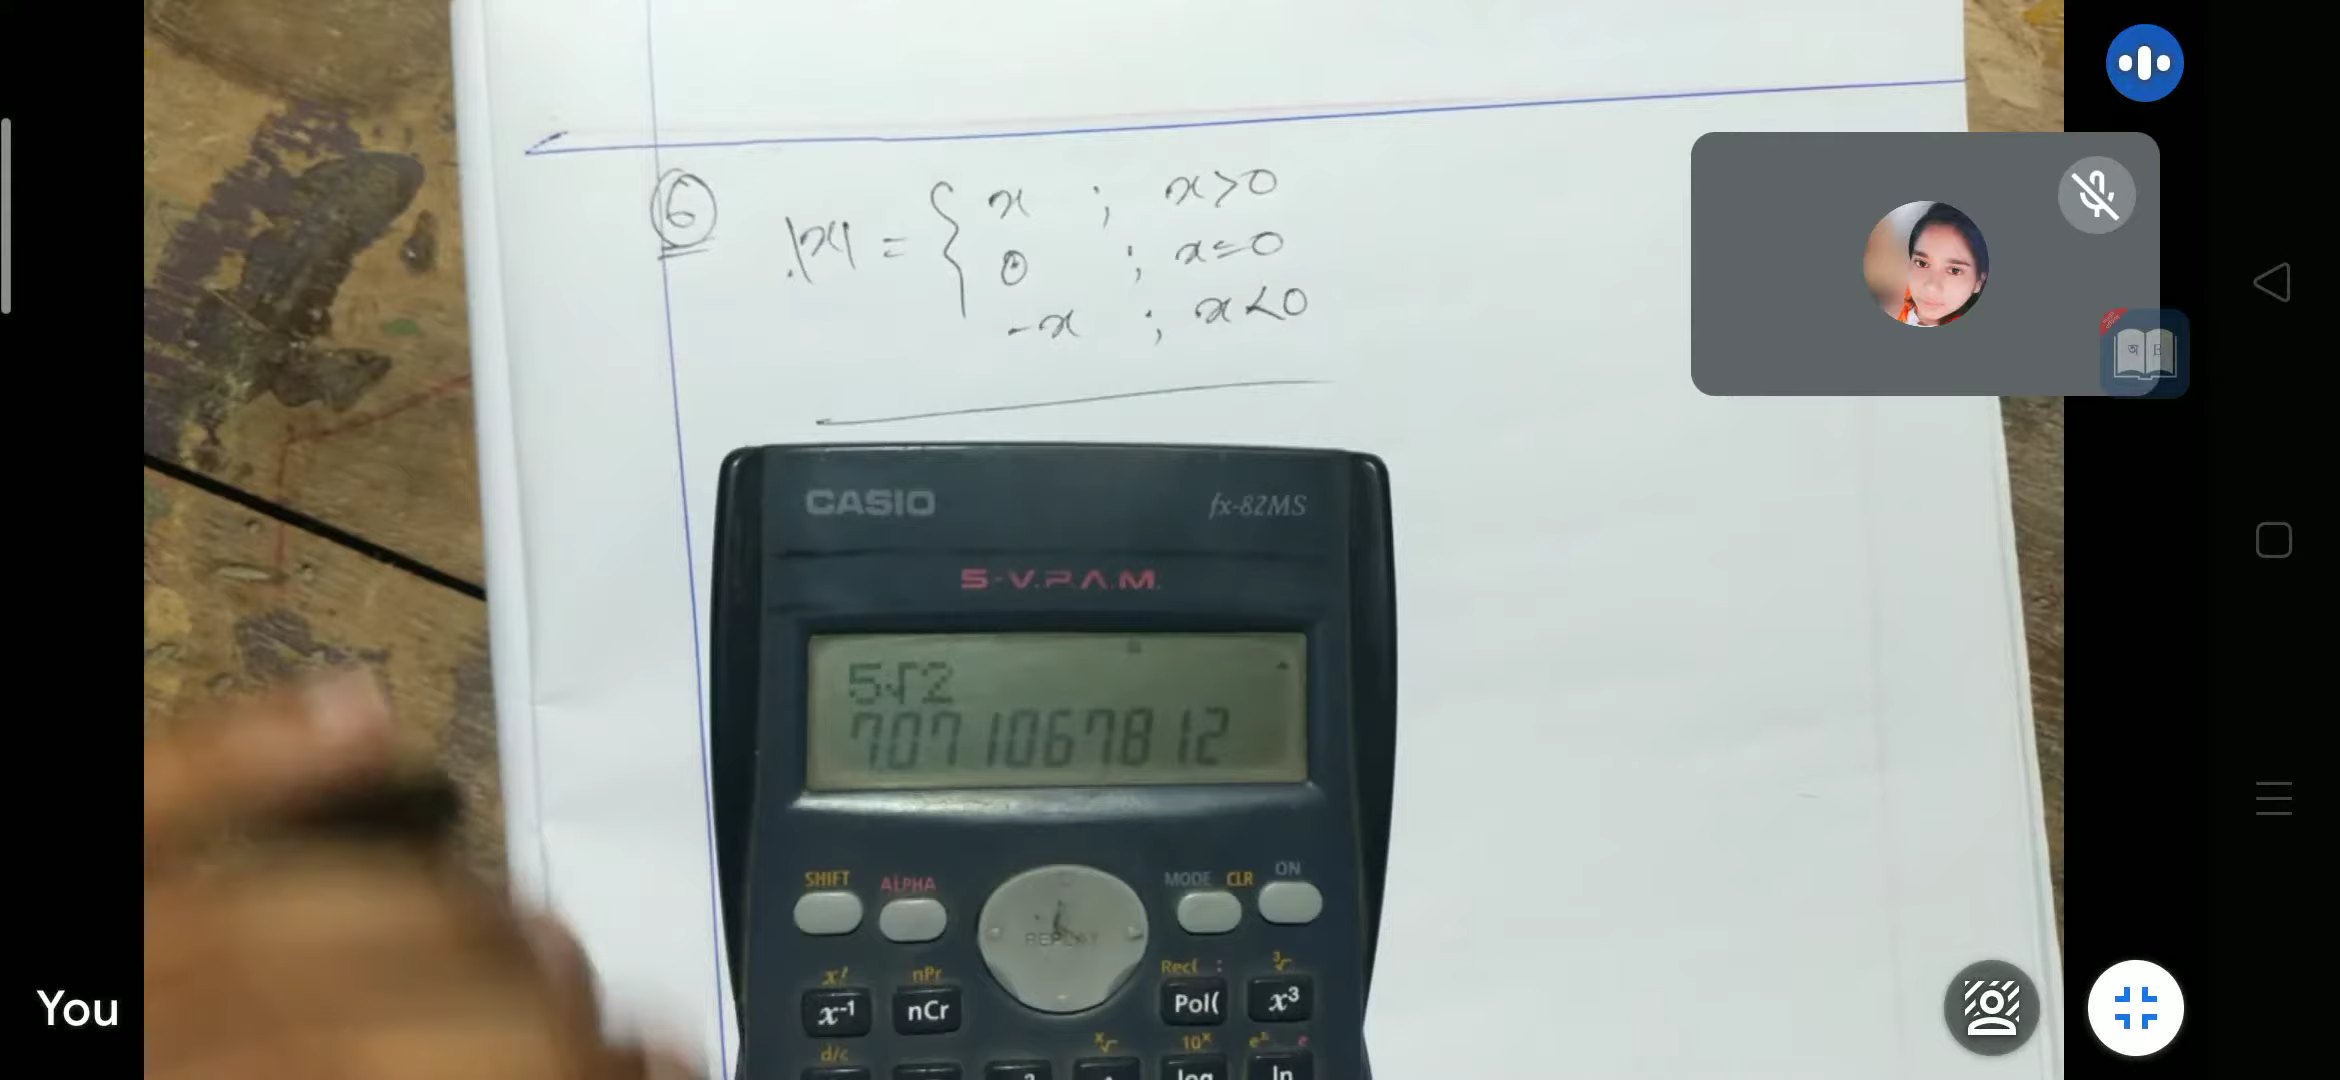 6 |x| = { x ; x>0
0 ; x=0
-x ; x<0
CASIO fx-82MS
S-V.P.A.M.
5√2
7.071067812
SHIFT ALPHA MODE CLR ON
REPLAY
x! nPr Rec( : ³√
x⁻¹ nCr Pol( x³
d/c ˣ√ 10ˣ eˣ e
log ln
You
অ E